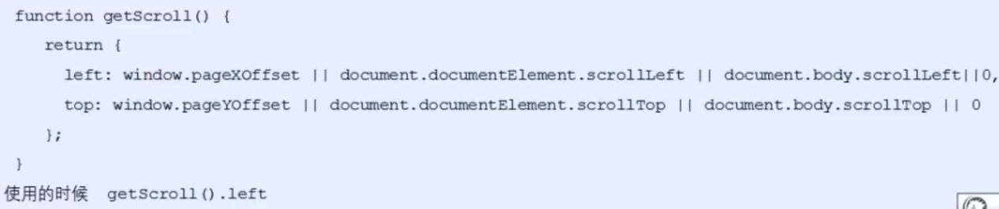 function getScroll() {
return {
left: window.pageXOffset || document.documentElement.scrollLeft || document.body.scrollLeft||0,
top: window.pageYOffset || document.documentElement.scrollTop || document.body.scrollTop || 0
};
}
使用的时候 getScroll().left